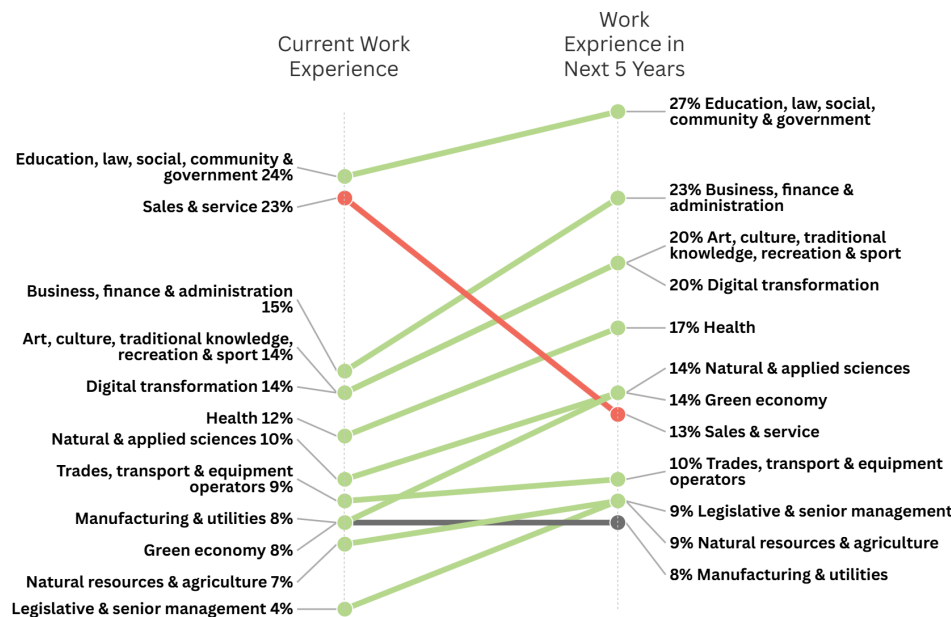 Current Work
Experience
Work
Exprience in
Next 5 Years
Education, law, social, community &
government 24%
Sales & service 23%
Business, finance & administration
15%
Art, culture, traditional knowledge,
recreation & sport 14%
Digital transformation 14%
Health 12%
Natural & applied sciences 10%
Trades, transport & equipment
operators 9%
Manufacturing & utilities 8%
Green economy 8%
Natural resources & agriculture 7%
Legislative & senior management 4%
27% Education, law, social,
community & government
23% Business, finance &
administration
20% Art, culture, traditional
knowledge, recreation & sport
20% Digital transformation
17% Health
14% Natural & applied sciences
14% Green economy
13% Sales & service
10% Trades, transport & equipment
operators
9% Legislative & senior management
9% Natural resources & agriculture
8% Manufacturing & utilities